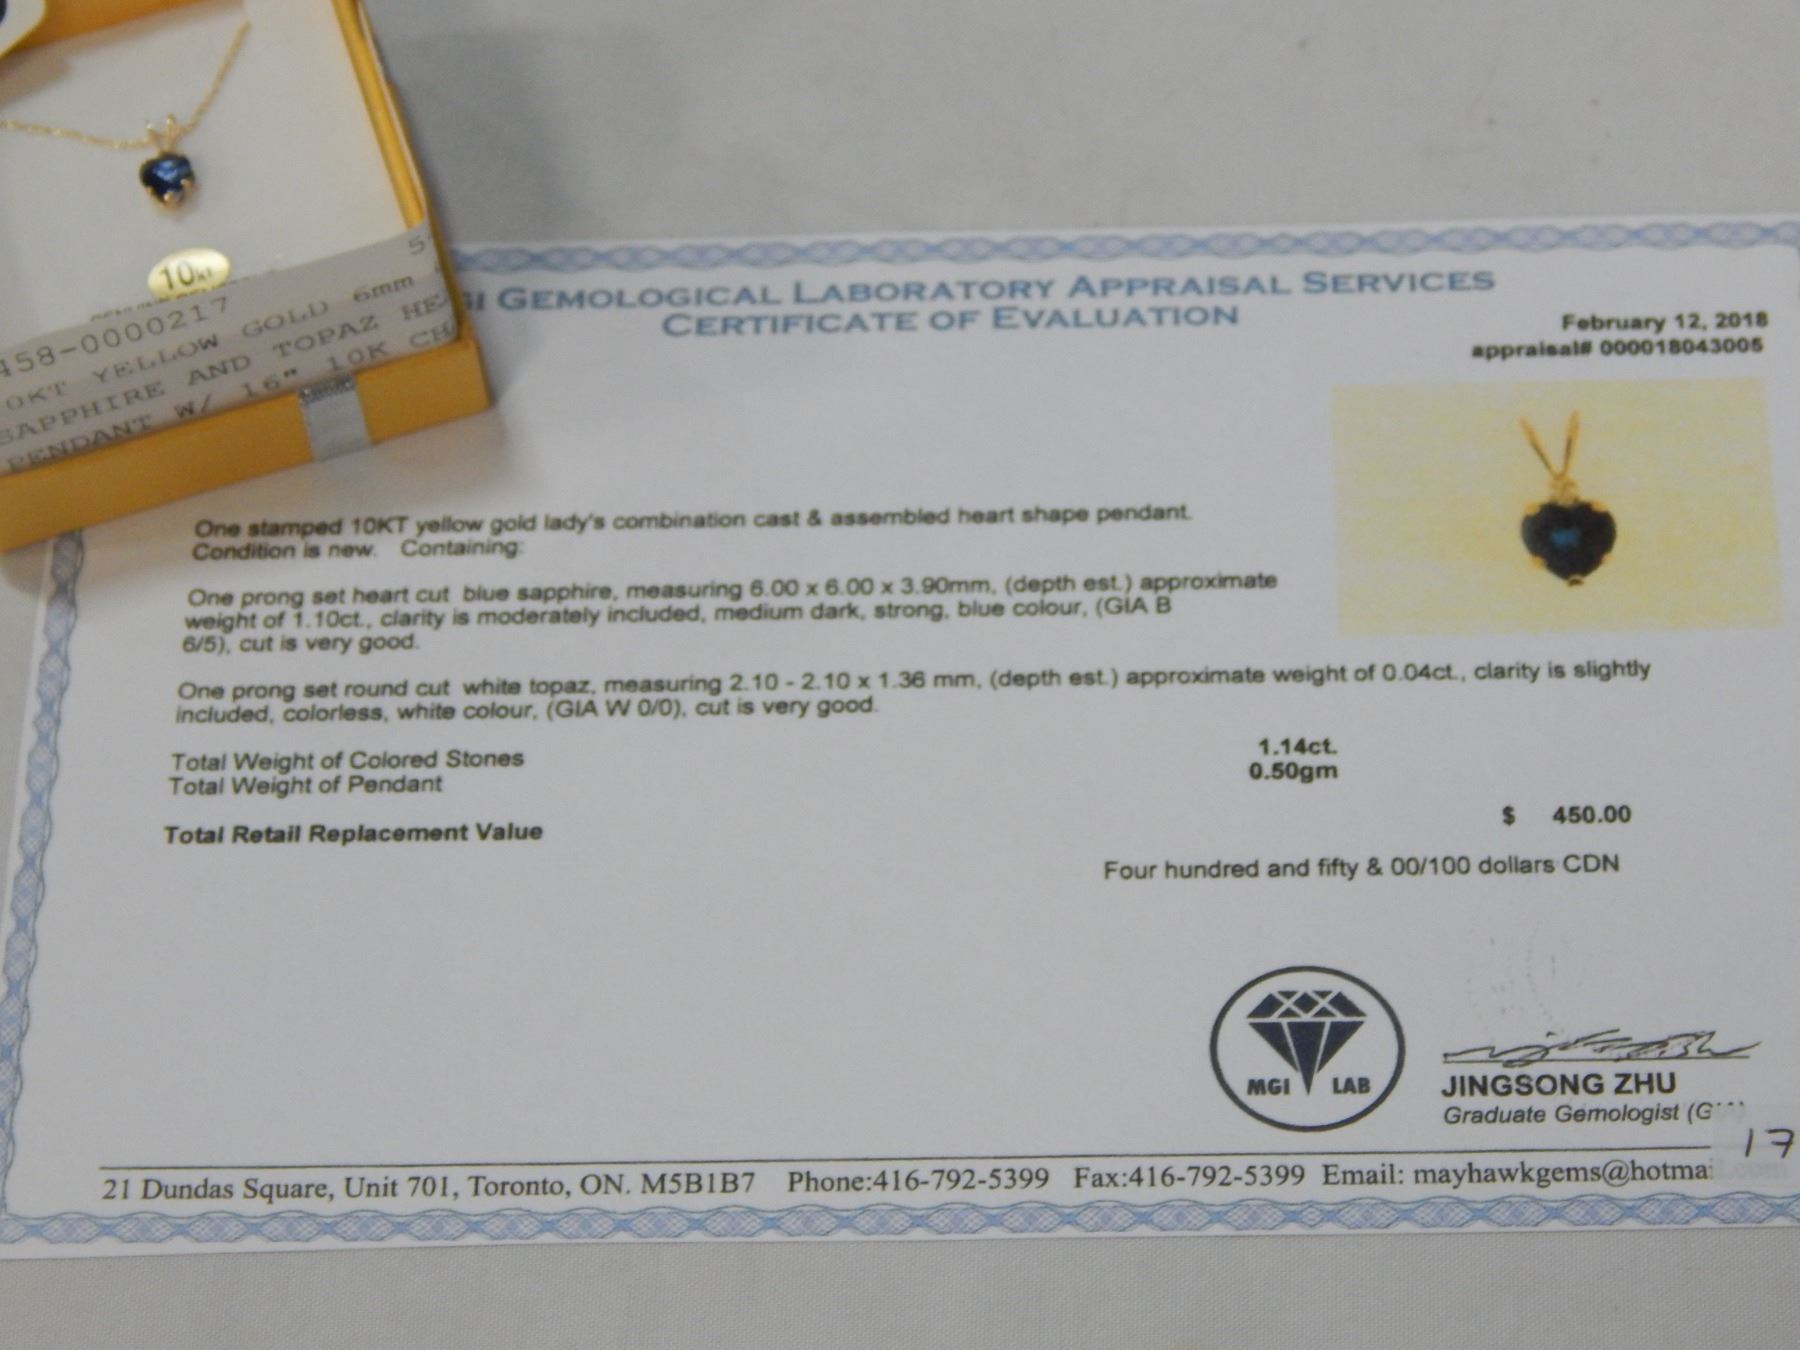 10kt
458-0000217
0KT YELLOW GOLD 6mm
SAPPHIRE AND TOPAZ HE
PENDANT W/ 16" 10K CH
GI GEMOLOGICAL LABORATORY APPRAISAL SERVICES
CERTIFICATE OF EVALUATION
February 12, 2018
appraisal# 000018043005
One stamped 10KT yellow gold lady's combination cast & assembled heart shape pendant.
Condition is new. Containing:
One prong set heart cut blue sapphire, measuring 6.00 x 6.00 x 3.90mm, (depth est.) approximate
weight of 1.10ct., clarity is moderately included, medium dark, strong, blue colour, (GIA B
6/5), cut is very good.
One prong set round cut white topaz, measuring 2.10 - 2.10 x 1.36 mm, (depth est.) approximate weight of 0.04ct., clarity is slightly
included, colorless, white colour, (GIA W 0/0), cut is very good.
Total Weight of Colored Stones 1.14ct.
Total Weight of Pendant 0.50gm
Total Retail Replacement Value $ 450.00
Four hundred and fifty & 00/100 dollars CDN
MGI LAB
JINGSONG ZHU
Graduate Gemologist (G
17
21 Dundas Square, Unit 701, Toronto, ON. M5B1B7 Phone:416-792-5399 Fax:416-792-5399 Email: mayhawkgems@hotmail.com